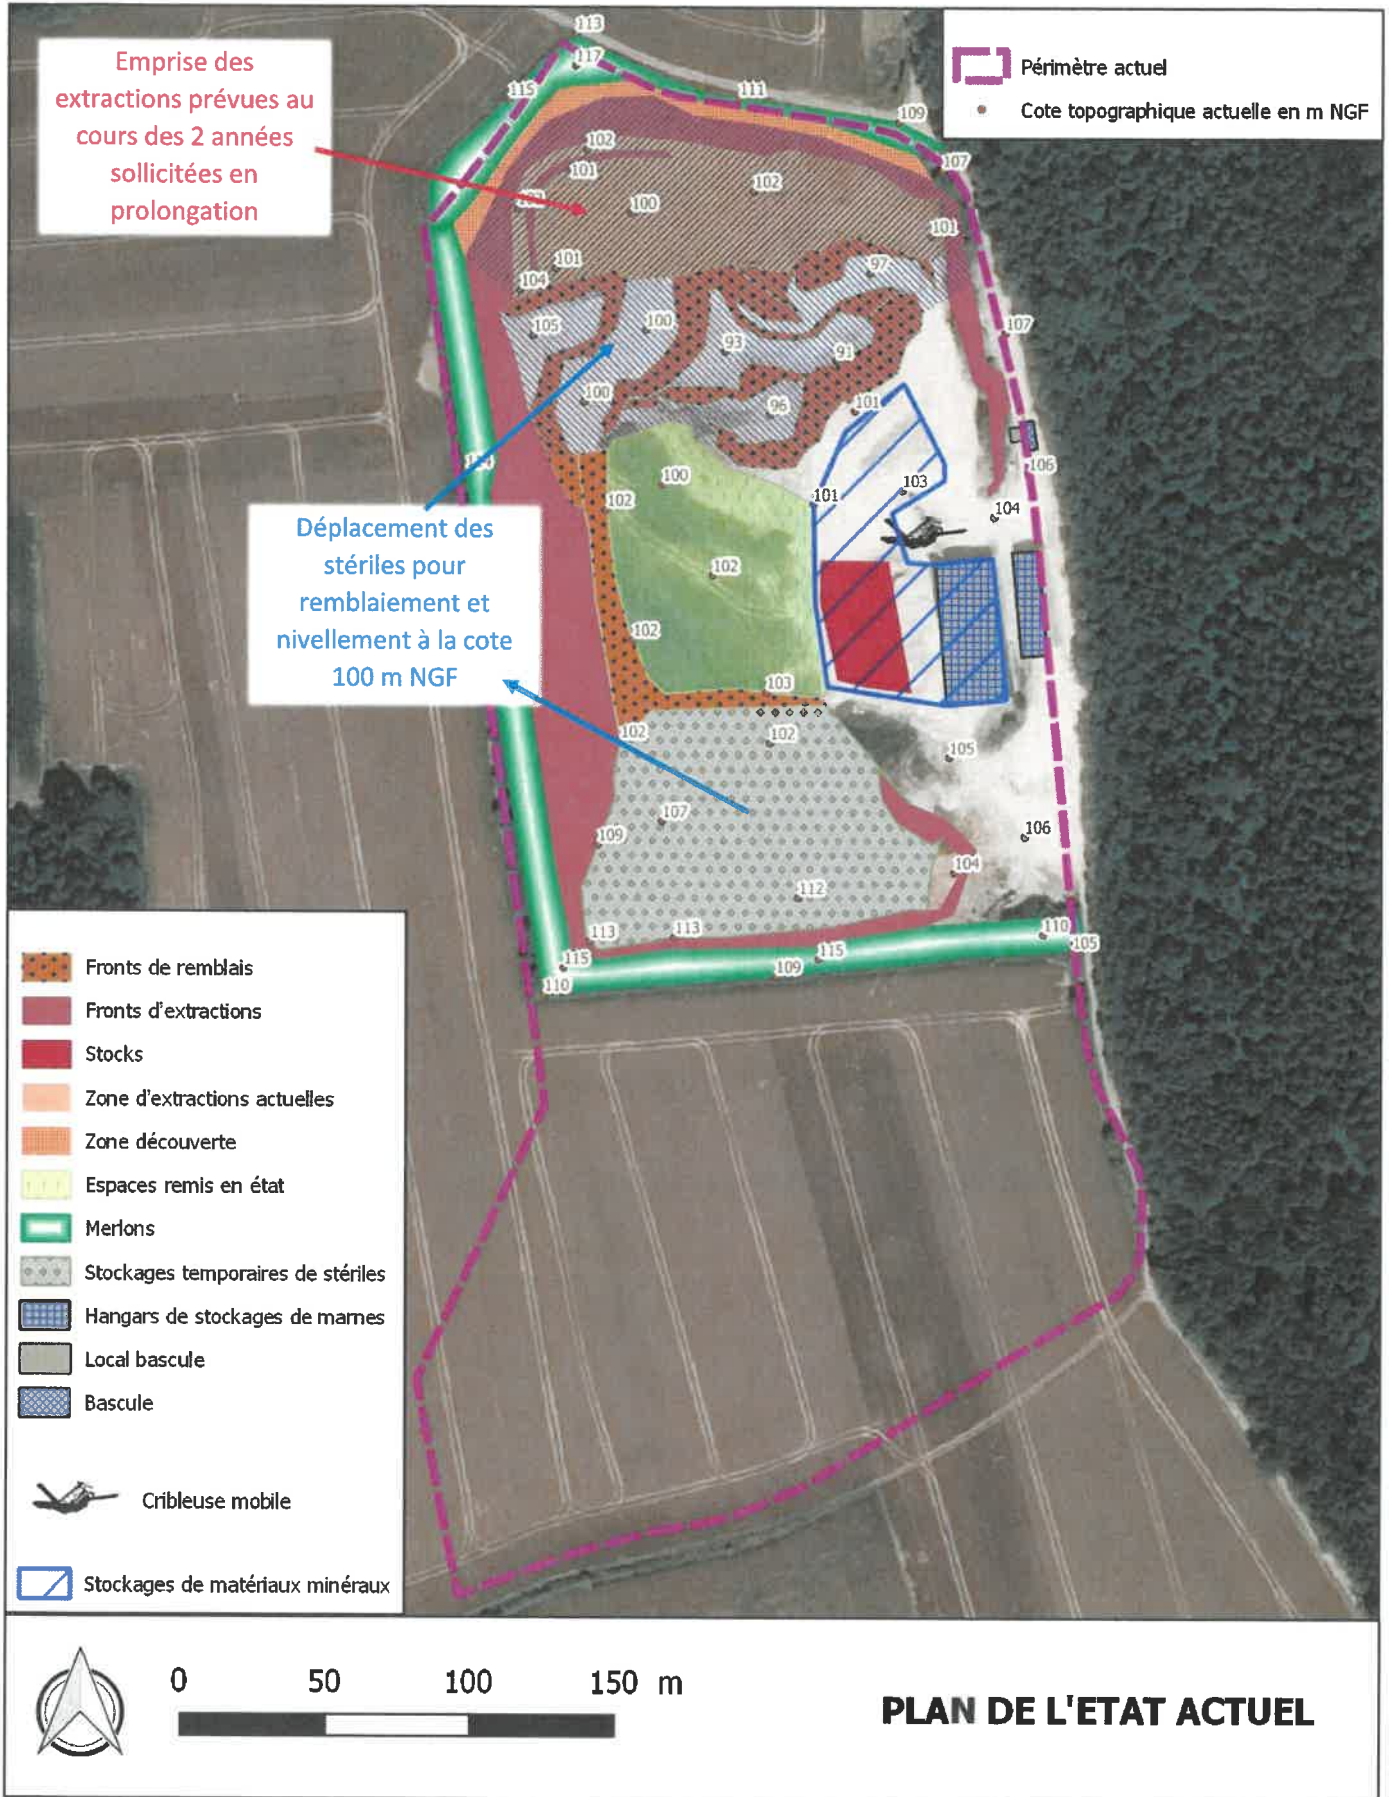 Emprise des
extractions prévues au
cours des 2 années
sollicitées en
prolongation
Périmètre actuel
Cote topographique actuelle en m NGF
113
117
115
111
109
107
102
101
102
100
101
101
104
97
105
100
93
91
107
100
96
101
106
100
102
101
103
104
102
102
103
102
102
105
107
109
106
104
112
113
113
115
110
115
109
110
105
Déplacement des
stériles pour
remblaiement et
nivellement à la cote
100 m NGF
Fronts de remblais
Fronts d'extractions
Stocks
Zone d'extractions actuelles
Zone découverte
Espaces remis en état
Merlons
Stockages temporaires de stériles
Hangars de stockages de marnes
Local bascule
Bascule
Cribleuse mobile
Stockages de matériaux minéraux
0 50 100 150 m
PLAN DE L'ETAT ACTUEL